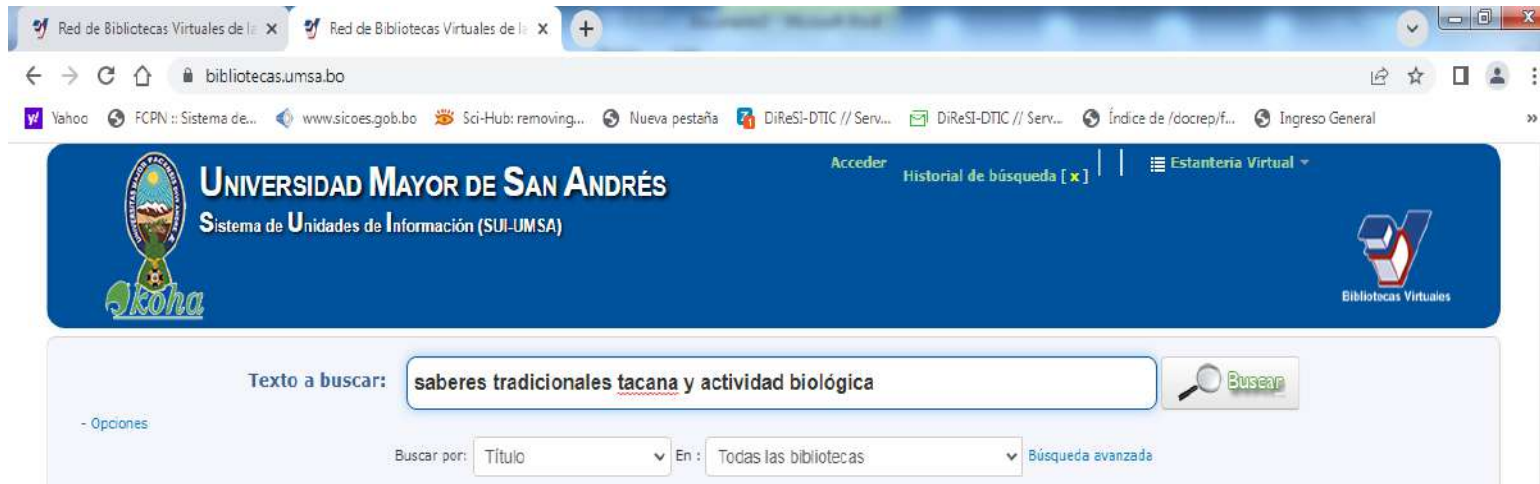 Red de Bibliotecas Virtuales de la Red de Bibliotecas Virtuales de la
bibliotecas.umsa.bo
Yahoo FCPN :: Sistema de... www.sicoes.gob.bo Sci-Hub: removing... Nueva pestaña DiReSI-DTIC // Serv... DiReSI-DTIC // Serv... Índice de /docrep/f... Ingreso General »
Acceder Historial de búsqueda [ x ] Estanteria Virtual
UNIVERSIDAD MAYOR DE SAN ANDRÉS
Sistema de Unidades de Información (SUI-UMSA)
koha
Bibliotecas Virtuales
Texto a buscar: saberes tradicionales tacana y actividad biológica Buscar
- Opciones
Buscar por: Título En : Todas las bibliotecas Búsqueda avanzada